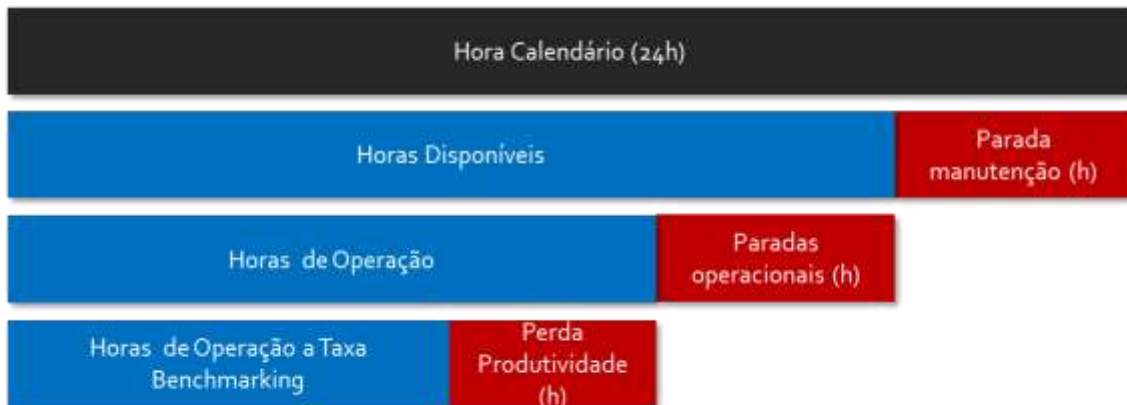 Hora Calendário (24h)
Horas Disponíveis
Parada
manutenção (h)
Horas de Operação
Paradas
operacionais (h)
Horas de Operação a Taxa
Benchmarking
Perda
Produtividade
(h)